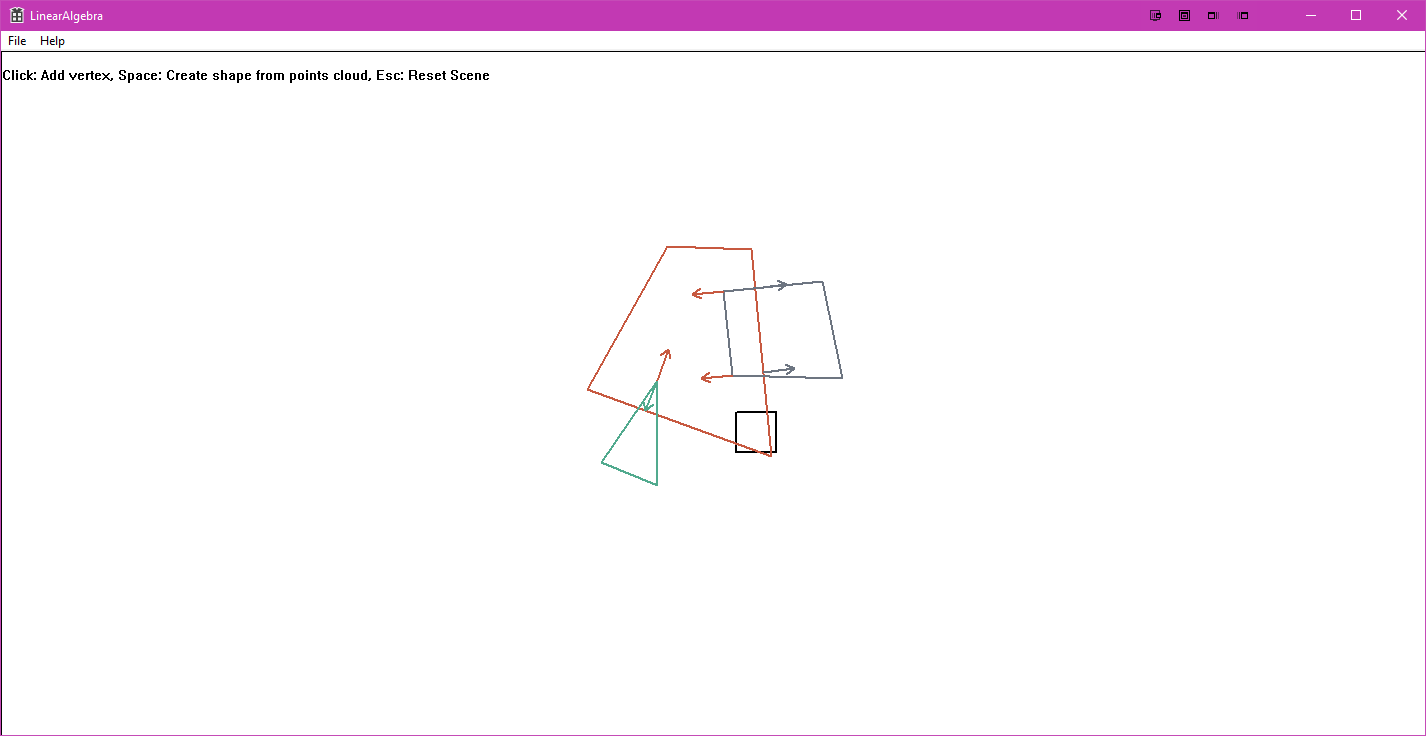 LinearAlgebra
File Help
Click: Add vertex, Space: Create shape from points cloud, Esc: Reset Scene